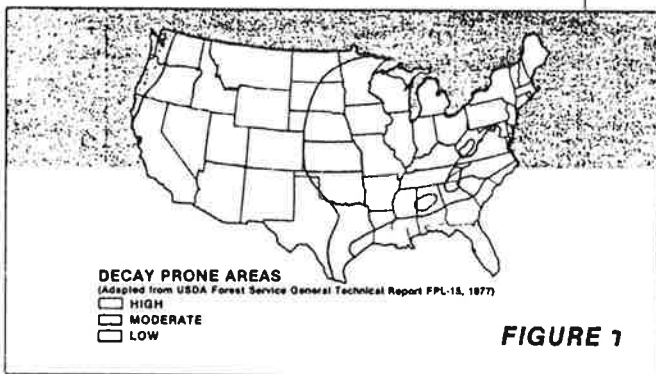 DECAY PRONE AREAS
(Adapted from USDA Forest Service General Technical Report FPL-15, 1977)
HIGH
MODERATE
LOW
FIGURE 1